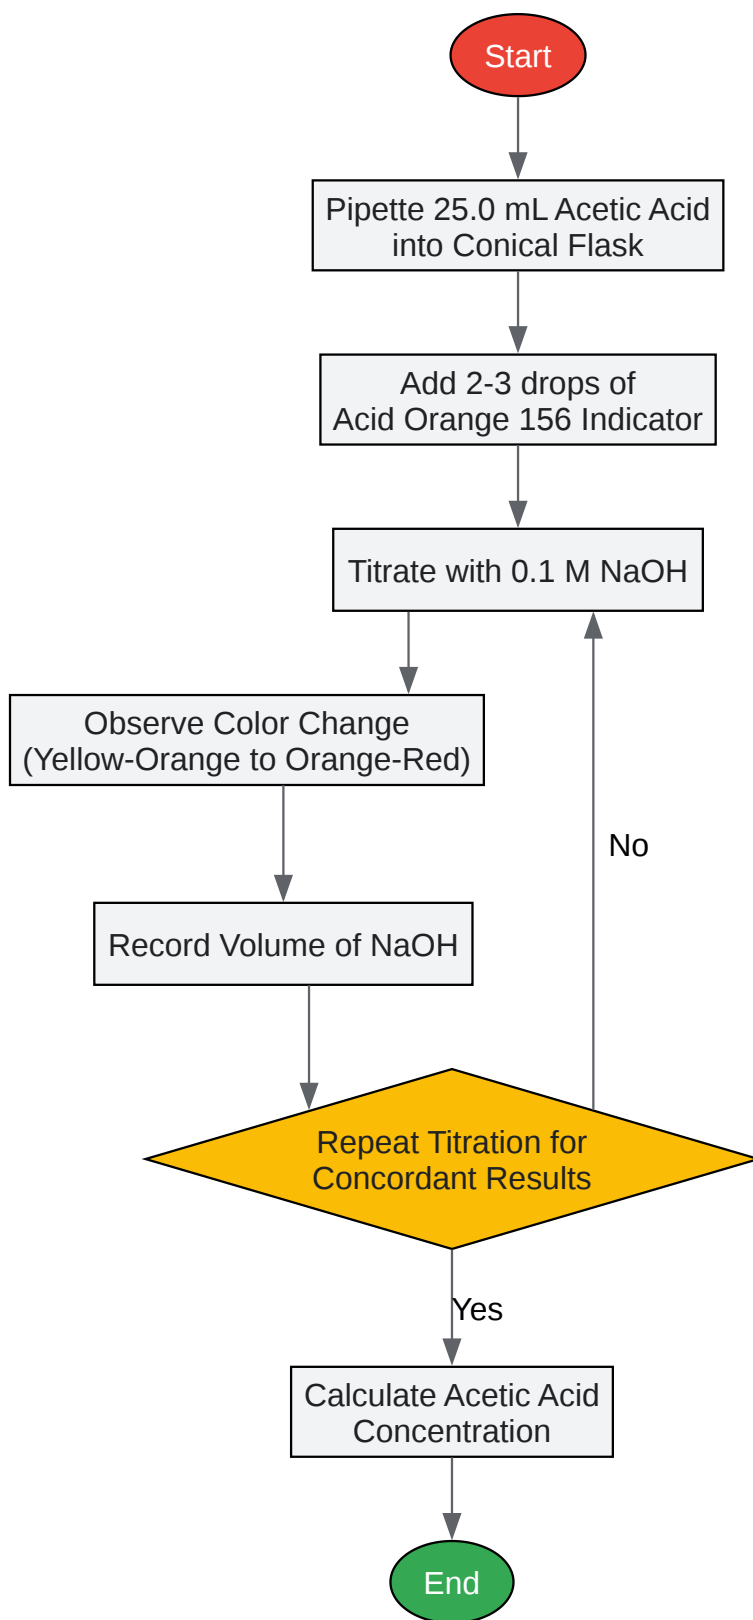 Start
Pipette 25.0 mL Acetic Acid
into Conical Flask
Add 2-3 drops of
Acid Orange 156 Indicator
Titrate with 0.1 M NaOH
Observe Color Change
(Yellow-Orange to Orange-Red)
No
Record Volume of NaOH
Repeat Titration for
Concordant Results
Yes
Calculate Acetic Acid
Concentration
End